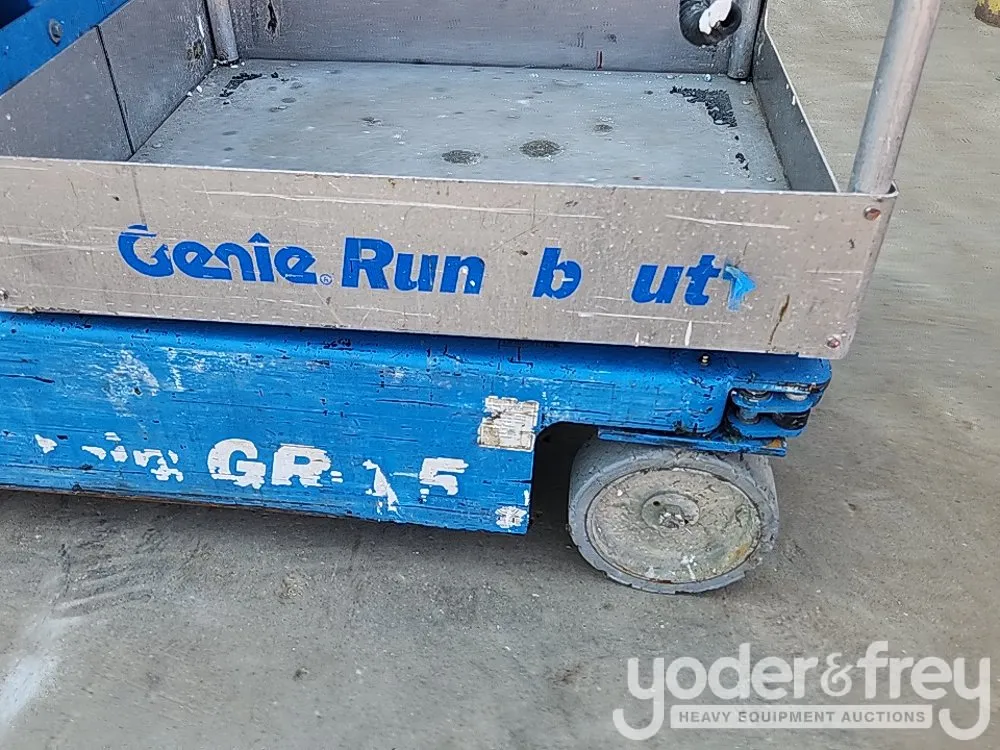 Genie® Run b ut
GR-15
yoder&frey
HEAVY EQUIPMENT AUCTIONS